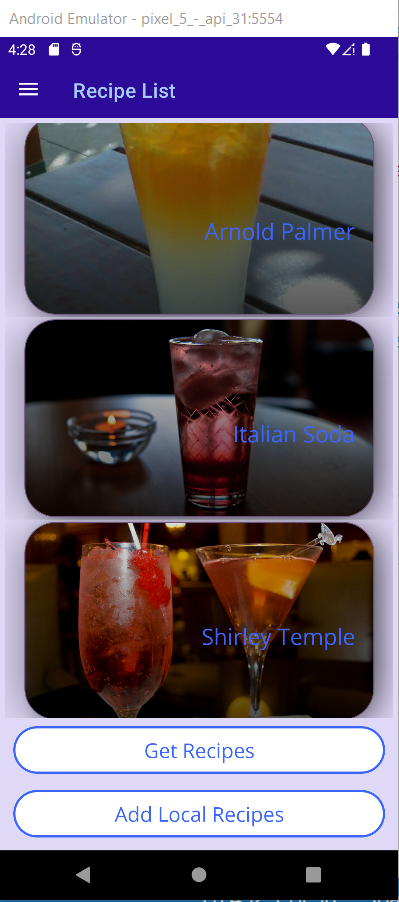 Android Emulator - pixel_5_-_api_31:5554
4:28
Recipe List
Arnold Palmer
Italian Soda
Shirley Temple
Get Recipes
Add Local Recipes